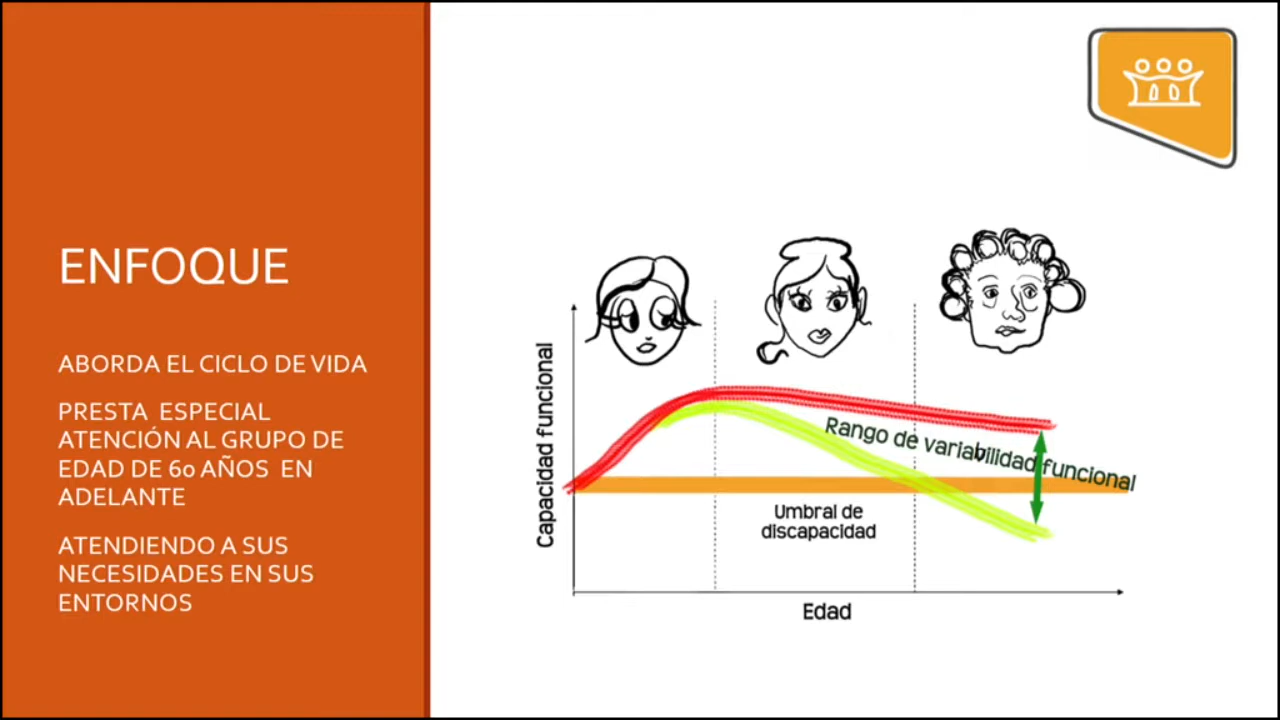 ENFOQUE
ABORDA EL CICLO DE VIDA
PRESTA ESPECIAL
ATENCIÓN AL GRUPO DE
EDAD DE 60 AÑOS EN
ADELANTE
ATENDIENDO A SUS
NECESIDADES EN SUS
ENTORNOS
Capacidad funcional
Rango de variabilidad funcional
Umbral de
discapacidad
Edad